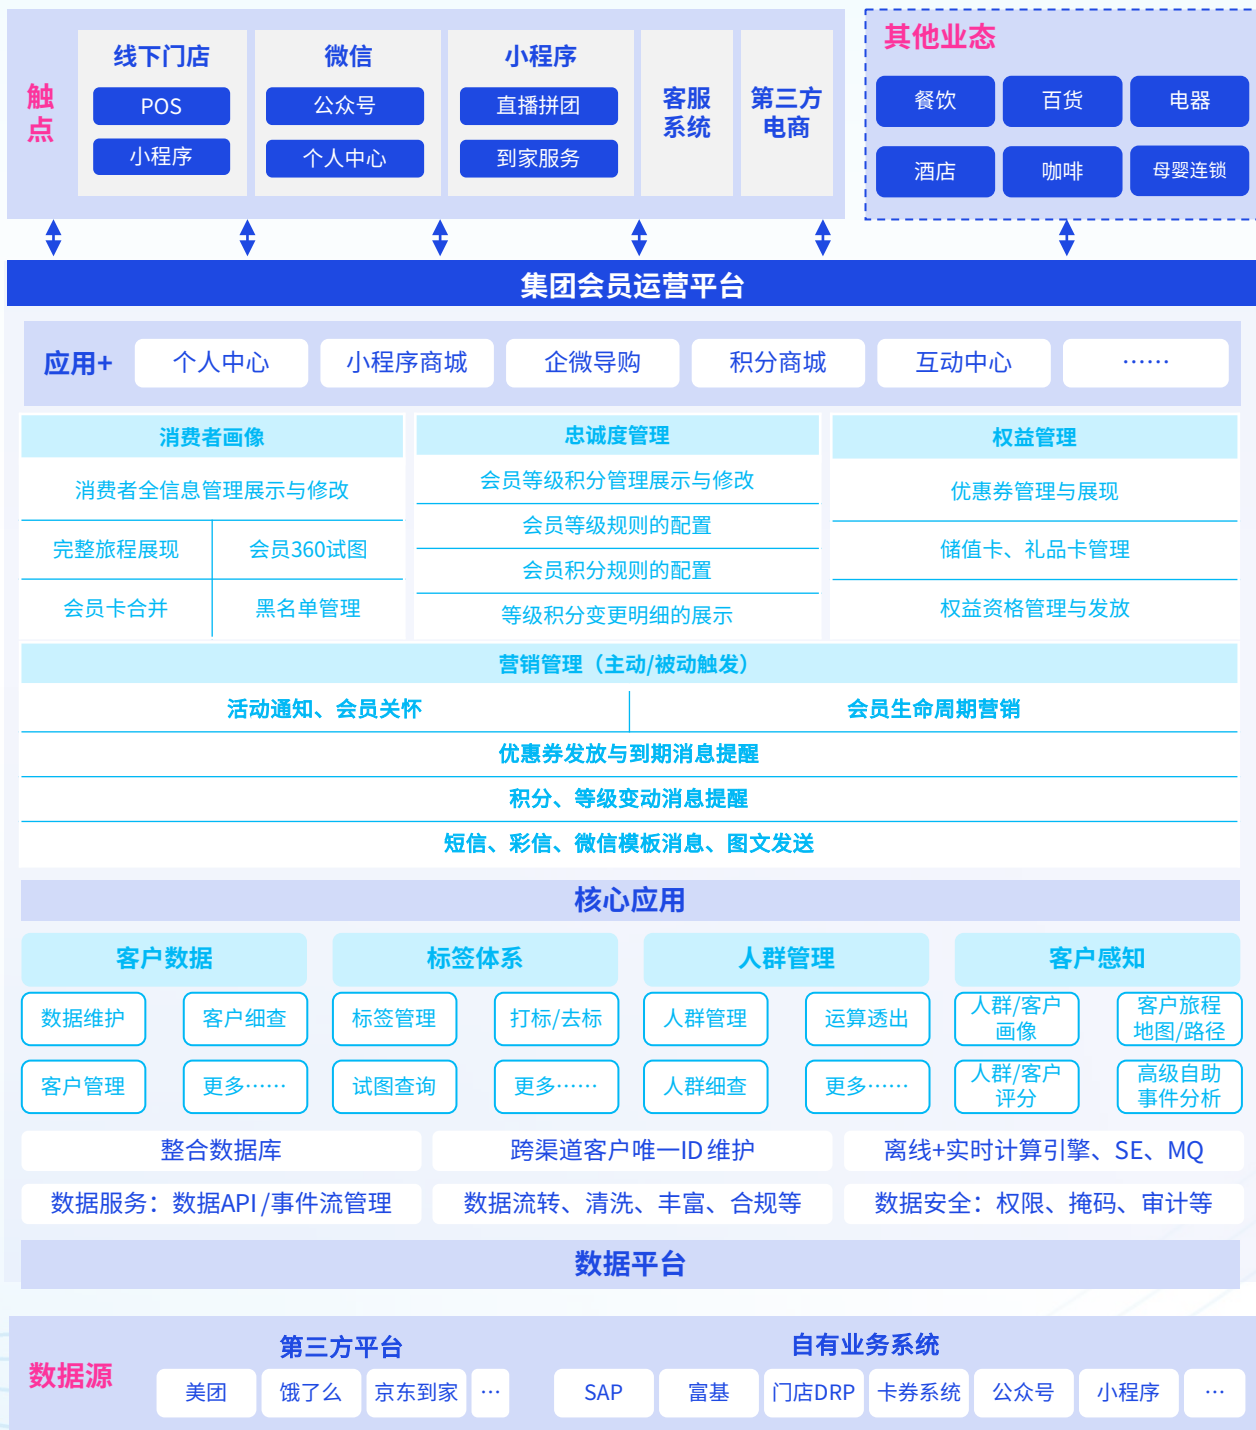 触点
线下门店
POS
小程序
微信
公众号
个人中心
小程序
直播拼团
到家服务
客服
系统
第三方
电商
其他业态
餐饮
百货
电器
酒店
咖啡
母婴连锁
集团会员运营平台
应用+
个人中心
小程序商城
企微导购
积分商城
互动中心
······
消费者画像
消费者全信息管理展示与修改
完整旅程展现
会员360试图
会员卡合并
黑名单管理
忠诚度管理
会员等级积分管理展示与修改
会员等级规则的配置
会员积分规则的配置
等级积分变更明细的展示
权益管理
优惠券管理与展现
储值卡、礼品卡管理
权益资格管理与发放
营销管理（主动/被动触发）
活动通知、会员关怀
会员生命周期营销
优惠券发放与到期消息提醒
积分、等级变动消息提醒
短信、彩信、微信模板消息、图文发送
核心应用
客户数据
数据维护
客户细查
客户管理
更多······
标签体系
标签管理
打标/去标
试图查询
更多······
人群管理
人群管理
运算透出
人群细查
更多······
客户感知
人群/客户
画像
客户旅程
地图/路径
人群/客户
评分
高级自助
事件分析
整合数据库
跨渠道客户唯一ID维护
离线+实时计算引擎、SE、MQ
数据服务：数据API/事件流管理
数据流转、清洗、丰富、合规等
数据安全：权限、掩码、审计等
数据平台
数据源
第三方平台
美团
饿了么
京东到家
···
自有业务系统
SAP
富基
门店DRP
卡券系统
公众号
小程序
···